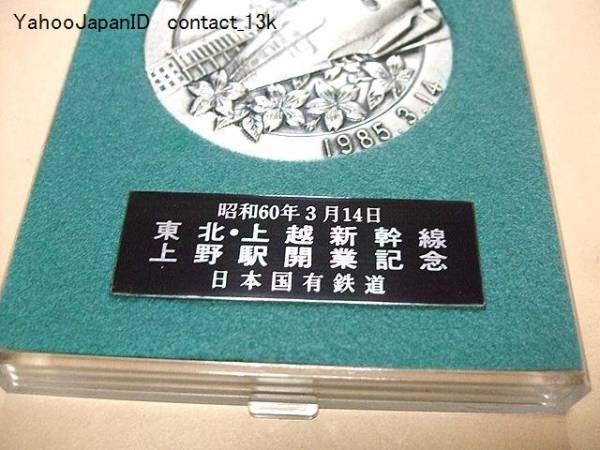 YahooJapanID　contact_13k
1985.3.14
昭和60年3月14日
東北・上越新幹線
上野駅開業記念
日本国有鉄道